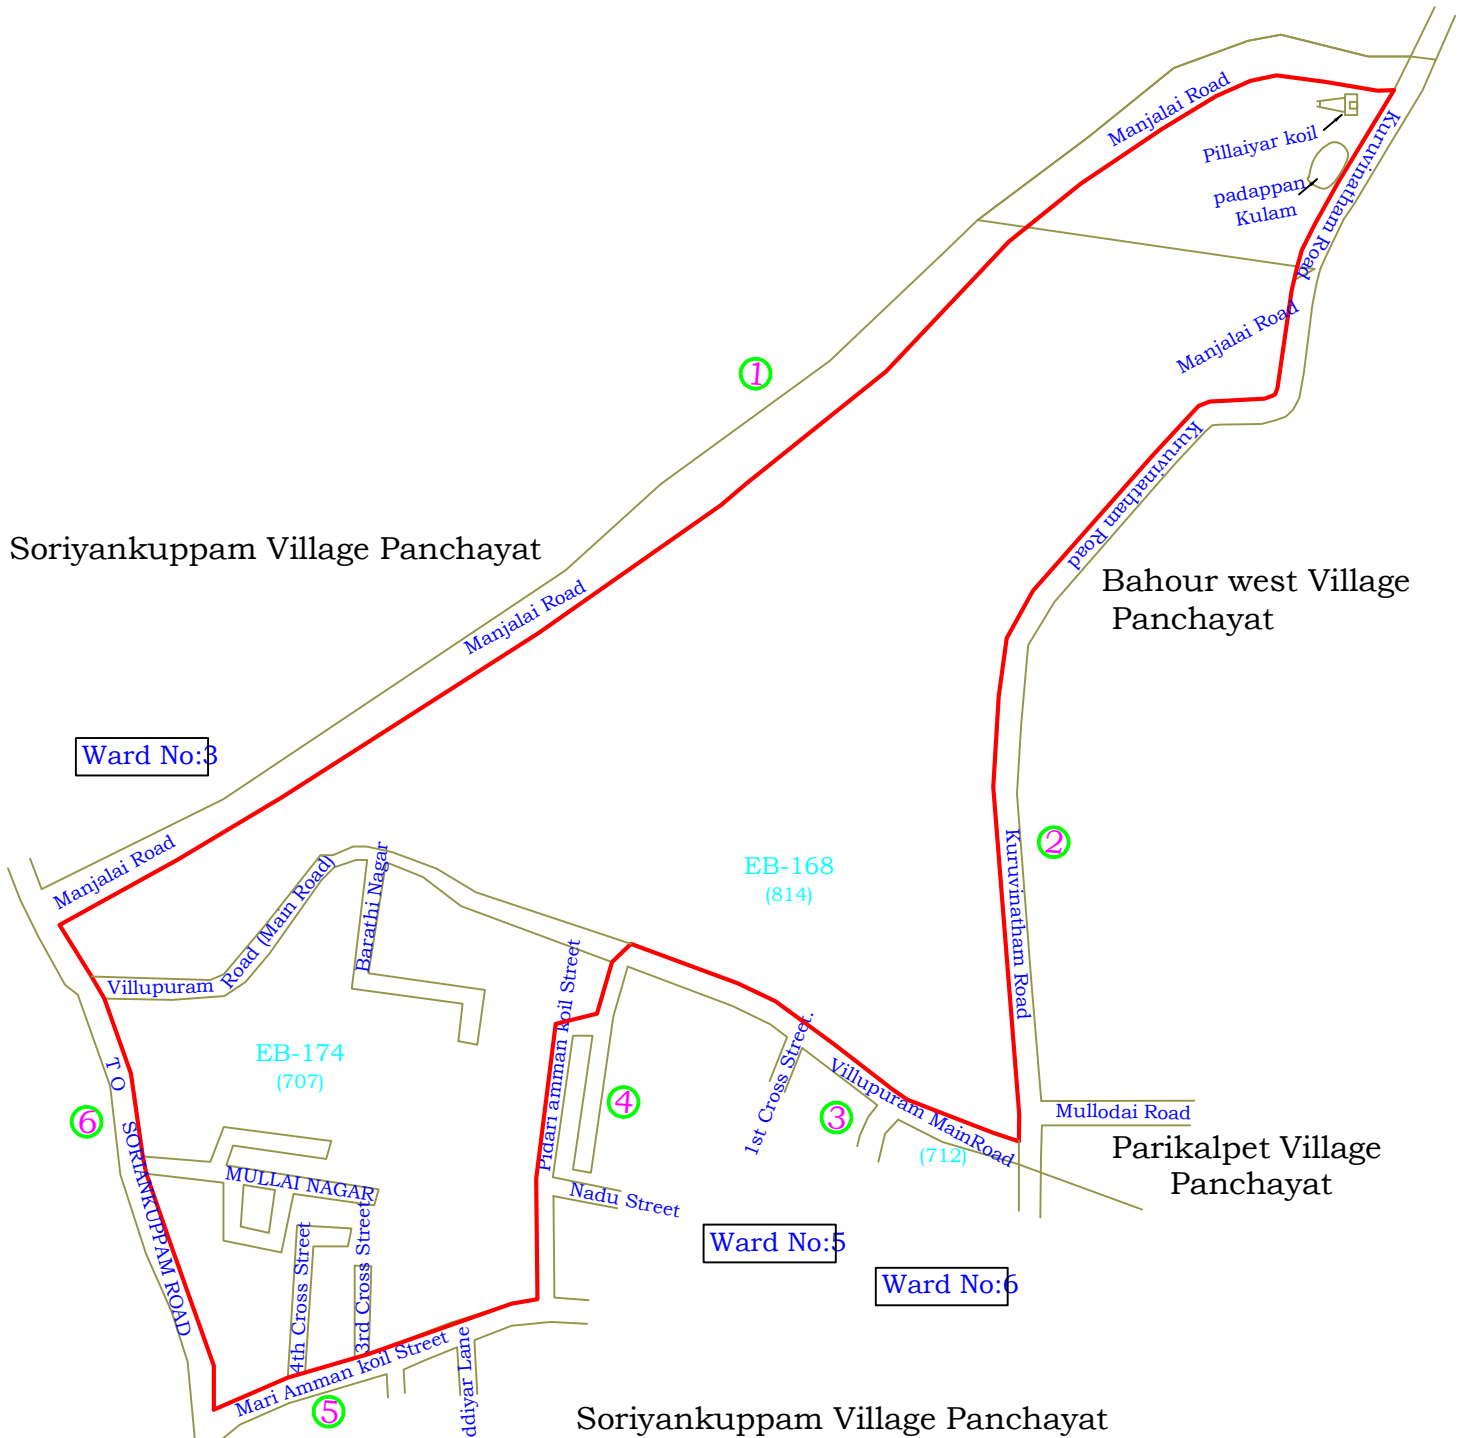 Manjalai Road
Pillaiyar koil
padappan
Kulam
Kuruvinatham Road
Manjalai Road
1
Kuruvinatham Road
Soriyankuppam Village Panchayat
Bahour west Village
Panchayat
Manjalai Road
Ward No:3
Manjalai Road
EB-168
(814)
2
Kuruvinatham Road
Villupuram Road (Main Road)
Barathi Nagar
Pidari amman koil Street
EB-174
(707)
4
1st Cross Street.
3
Villupuram MainRoad
(712)
Mullodai Road
Parikalpet Village
Panchayat
6
TO SORIANKUPPAM ROAD
MULLAI NAGAR
Nadu Street
Ward No:5
Ward No:6
4th Cross Street
3rd Cross Street
Mari Amman koil Street
5
ddiyar Lane
Soriyankuppam Village Panchayat